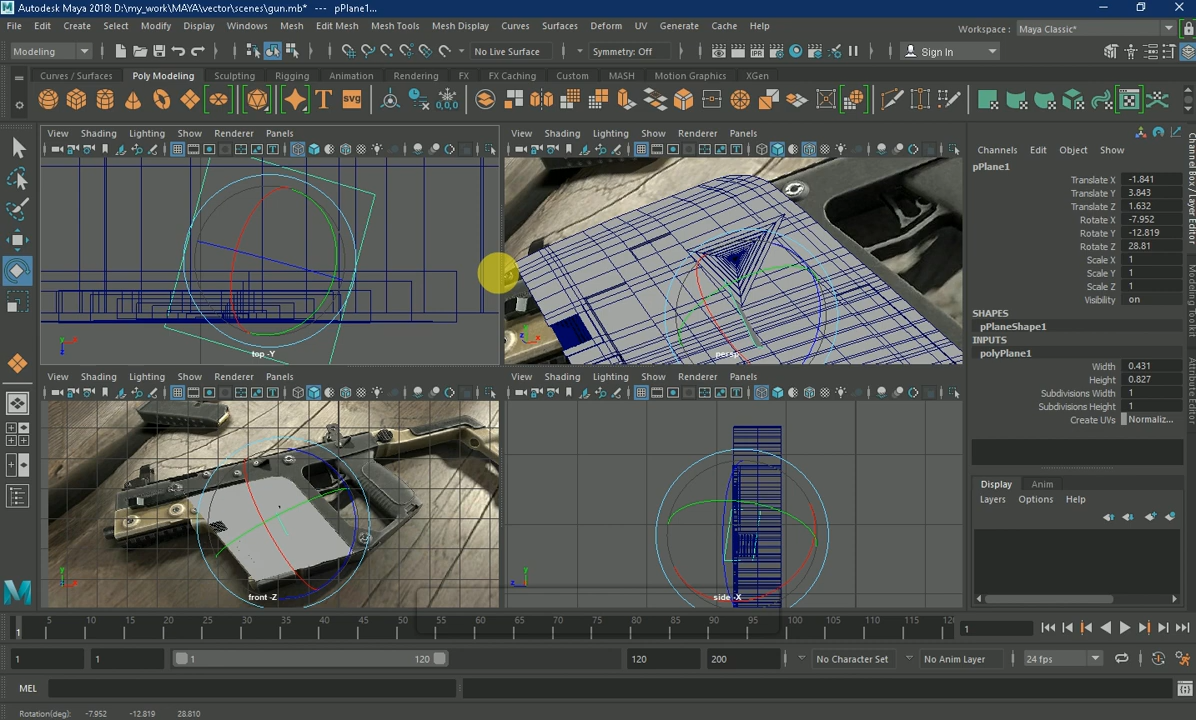 Autodesk Maya 2018: D:\my_work\MAYA\vector\scenes\gun.mb* --- pPlane1...
File Edit Create Select Modify Display Windows Mesh Edit Mesh Mesh Tools Mesh Display Curves Surfaces Deform UV Generate Cache Help
Workspace: Maya Classic*
Modeling No Live Surface Symmetry: Off Sign In
Curves / Surfaces Poly Modeling Sculpting Rigging Animation Rendering FX FX Caching Custom MASH Motion Graphics XGen
SVG
View Shading Lighting Show Renderer Panels
View Shading Lighting Show Renderer Panels
top -Y
persp
View Shading Lighting Show Renderer Panels
View Shading Lighting Show Renderer Panels
front -Z
side -X
Channels Edit Object Show
pPlane1
Translate X -1.841
Translate Y 3.843
Translate Z 1.632
Rotate X -7.952
Rotate Y -12.819
Rotate Z 28.81
Scale X 1
Scale Y 1
Scale Z 1
Visibility on
SHAPES
pPlaneShape1
INPUTS
polyPlane1
Width 0.431
Height 0.827
Subdivisions Width 1
Subdivisions Height 1
Create UVs Normaliz...
Display Anim
Layers Options Help
Channel Box / Layer Editor
Modeling Toolkit
Attribute Editor
5 10 15 20 25 30 35 40 45 50 55 60 65 70 75 80 85 90 95 100 105 110 115 12
1
1
1 1 1 120 120 200 No Character Set No Anim Layer 24 fps
MEL
Rotation(deg): -7.952 -12.819 28.810